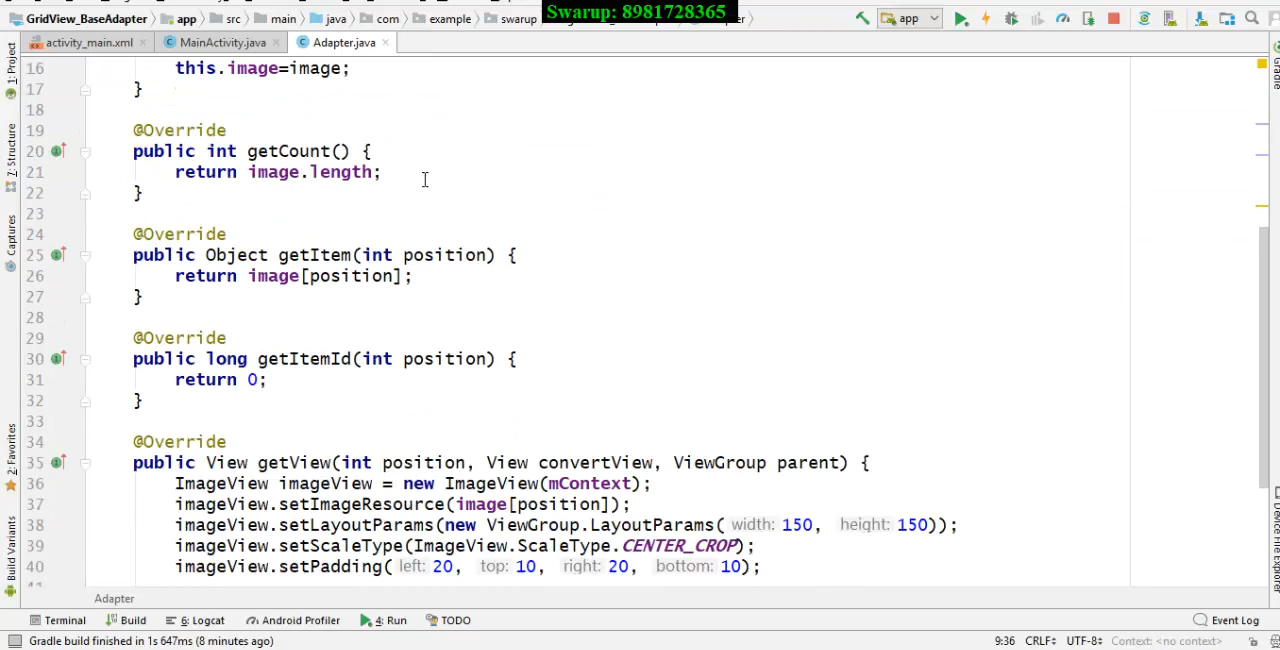 GridView_BaseAdapter app src main java com example swarup
Swarup: 8981728365
app
activity_main.xml MainActivity.java Adapter.java
1: Project
Z: Structure
Captures
2: Favorites
Build Variants
Gradle
Device File Explorer
16 this.image=image;
17 }
18
19 @Override
20 public int getCount() {
21 return image.length;
22 }
23
24 @Override
25 public Object getItem(int position) {
26 return image[position];
27 }
28
29 @Override
30 public long getItemId(int position) {
31 return 0;
32 }
33
34 @Override
35 public View getView(int position, View convertView, ViewGroup parent) {
36 ImageView imageView = new ImageView(mContext);
37 imageView.setImageResource(image[position]);
38 imageView.setLayoutParams(new ViewGroup.LayoutParams( width: 150, height: 150));
39 imageView.setScaleType(ImageView.ScaleType.CENTER_CROP);
40 imageView.setPadding( left: 20, top: 10, right: 20, bottom: 10);
Adapter
Terminal Build 6: Logcat Android Profiler 4: Run TODO Event Log
Gradle build finished in 1s 647ms (8 minutes ago) 9:36 CRLF UTF-8 Context: <no context>